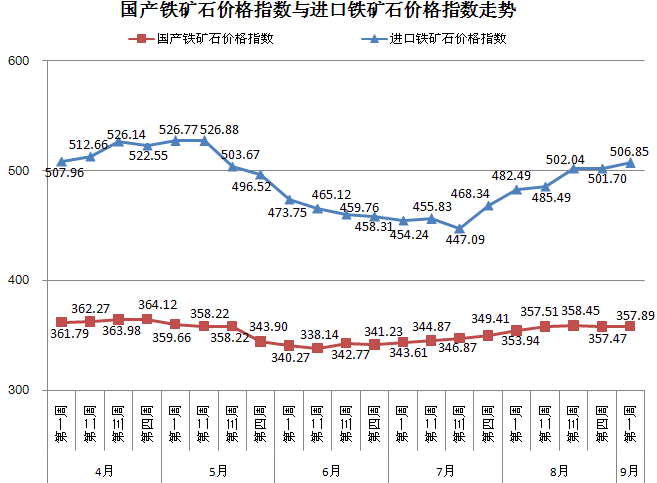 国产铁矿石价格指数与进口铁矿石价格指数走势
国产铁矿石价格指数 进口铁矿石价格指数
600
500
400
300
507.96 512.66 526.14 522.55 526.77 526.88 503.67 496.52 473.75 465.12 459.76 458.31 454.24 455.83 447.09 468.34 482.49 485.49 502.04 501.70 506.85
361.79 362.27 363.98 364.12 359.66 358.22 358.22 343.90 340.27 338.14 342.77 341.23 343.61 344.87 346.87 349.41 353.94 357.51 358.45 357.47 357.89
第一周 第二周 第三周 第四周 第一周 第二周 第三周 第四周 第一周 第二周 第三周 第四周 第一周 第二周 第三周 第四周 第一周 第二周 第三周 第四周 第一周
4月 5月 6月 7月 8月 9月